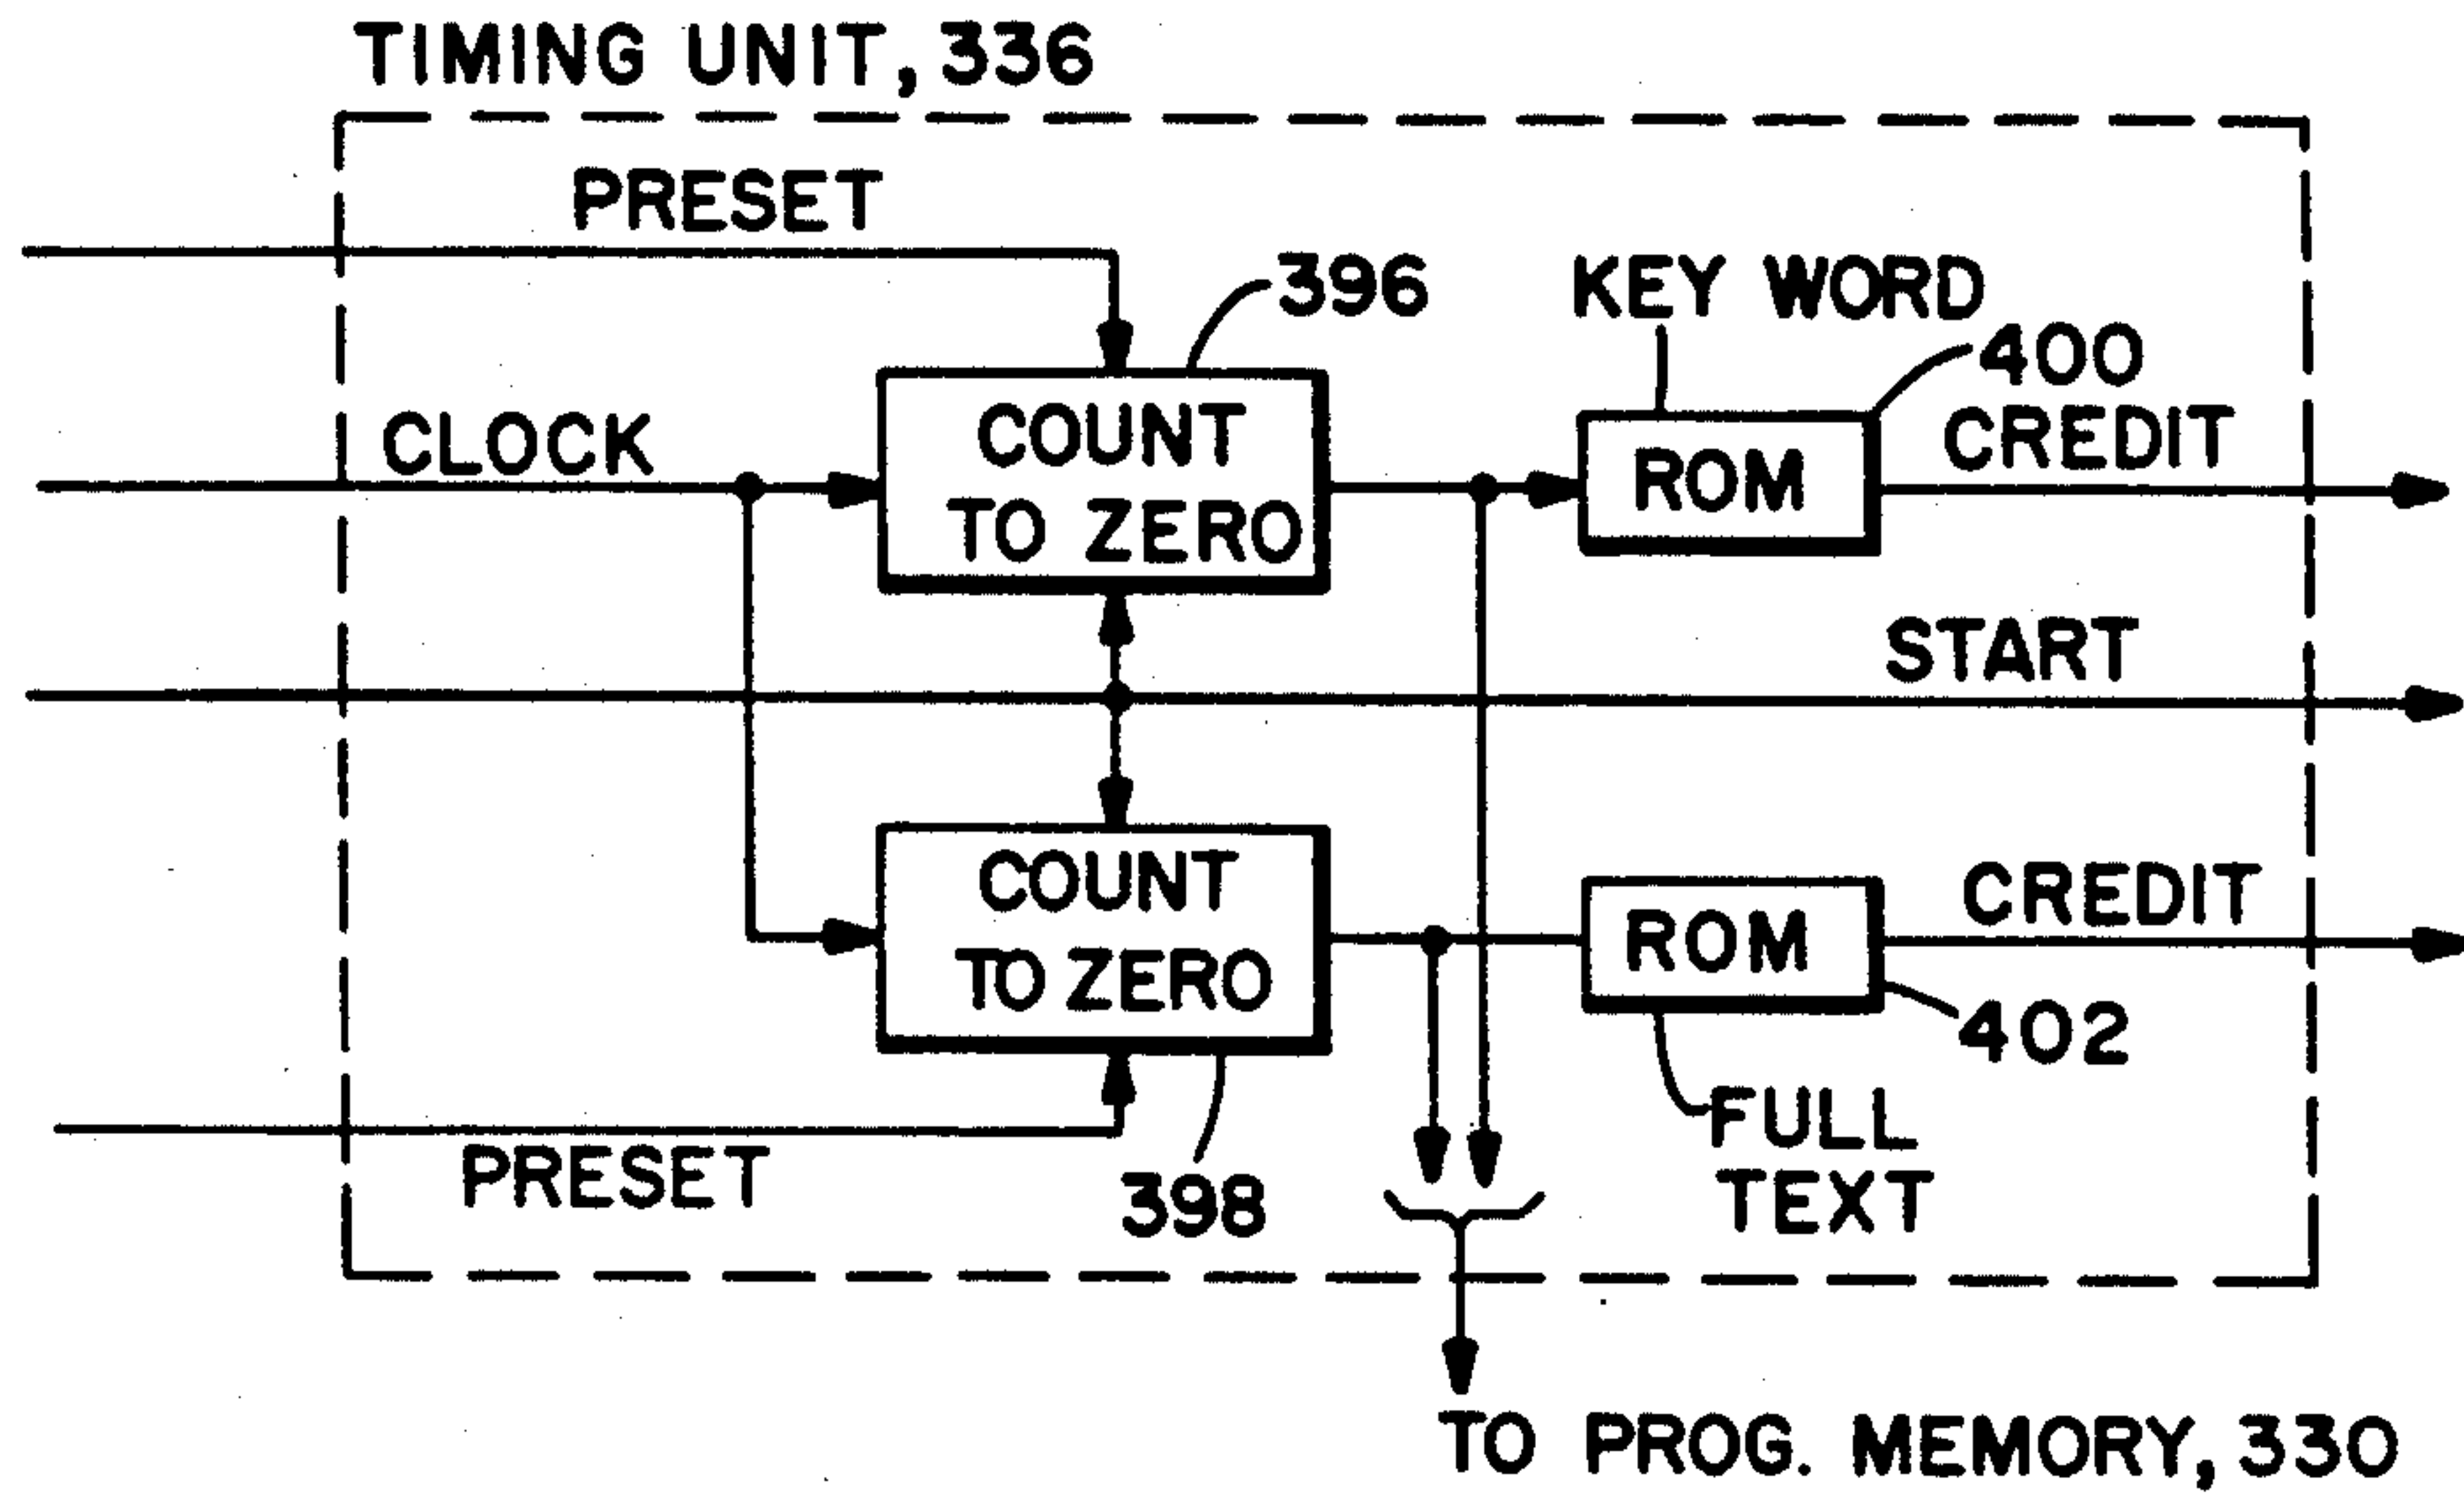 TIMING UNIT, 336
PRESET
396
KEY WORD
400
CLOCK
COUNT
TO ZERO
ROM
CREDIT
START
COUNT
TO ZERO
ROM
CREDIT
402
PRESET
398
FULL
TEXT
TO PROG. MEMORY, 330